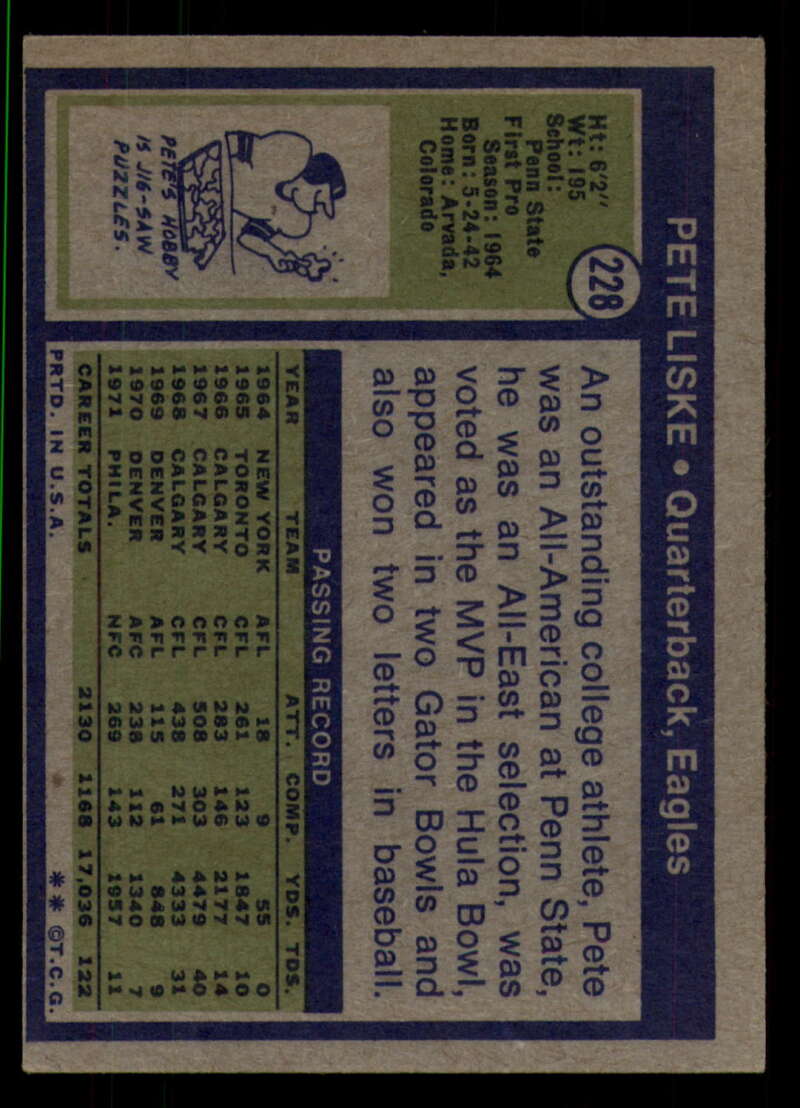 PETE LISKE • Quarterback, Eagles
228
Ht: 6'2"
Wt: 195
School:
Penn State
First Pro
Season: 1964
Born: 5-24-42
Home: Arvada,
Colorado
PETE'S HOBBY
IS JIG-SAW
PUZZLES.
An outstanding college athlete, Pete
was an All-American at Penn State,
he was an All-East selection, was
voted as the MVP in the Hula Bowl,
appeared in two Gator Bowls and
also won two letters in baseball.
PASSING RECORD
YEAR TEAM ATT. COMP. YDS. TDS.
1964 NEW YORK AFL 18 9 55 0
1965 TORONTO CFL 261 123 1847 10
1966 CALGARY CFL 283 146 2177 14
1967 CALGARY CFL 508 303 4479 40
1968 CALGARY CFL 438 271 4333 31
1969 DENVER AFL 115 61 848 9
1970 DENVER AFC 238 112 1340 7
1971 PHILA. NFC 269 143 1957 11
CAREER TOTALS 2130 1168 17,036 122
PRTD. IN U.S.A. ** ©T.C.G.